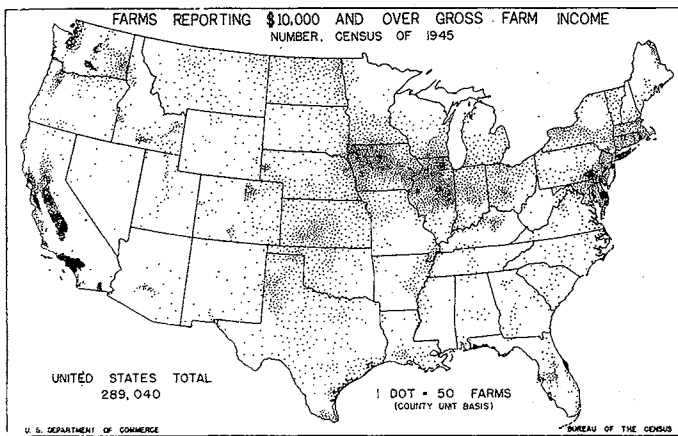 FARMS REPORTING $10,000 AND OVER GROSS FARM INCOME
NUMBER, CENSUS OF 1945
UNITED STATES TOTAL
289,040
1 DOT = 50 FARMS
(COUNTY UNIT BASIS)
U. S. DEPARTMENT OF COMMERCE
BUREAU OF THE CENSUS